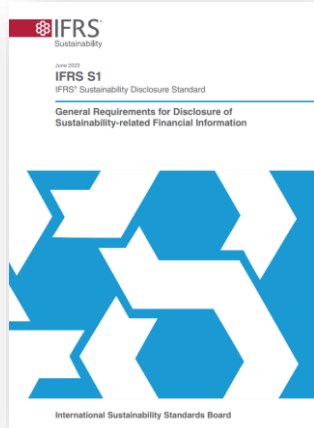 IFRS®
Sustainability
June 2023
IFRS S1
IFRS® Sustainability Disclosure Standard
General Requirements for Disclosure of
Sustainability-related Financial Information
International Sustainability Standards Board